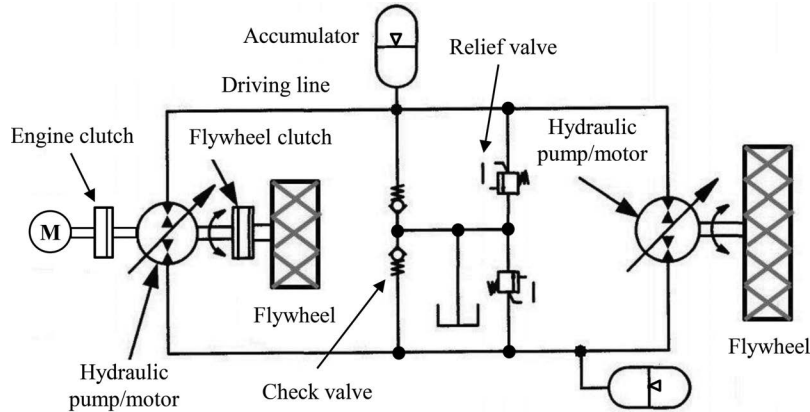 Accumulator
Relief valve
Driving line
Engine clutch
Flywheel clutch
Hydraulic
pump/motor
M
Flywheel
Flywheel
Hydraulic
pump/motor
Check valve